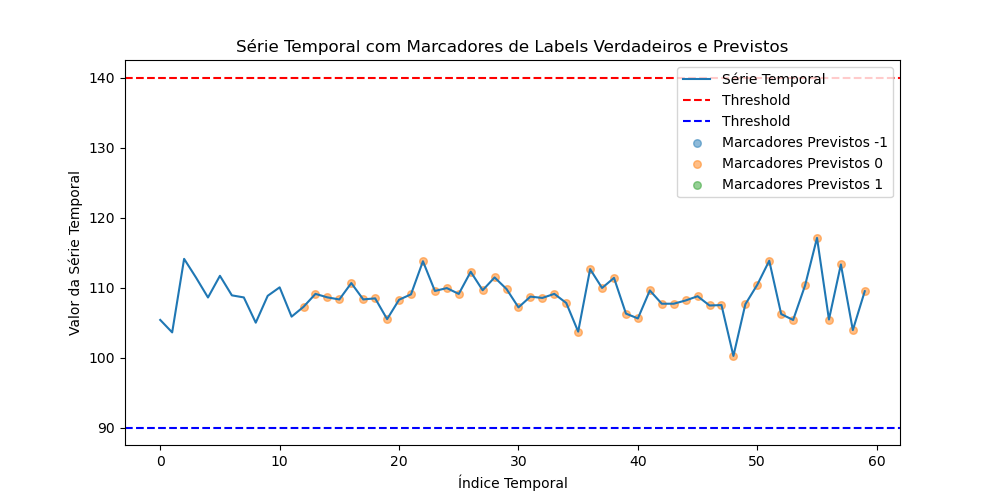 Série Temporal com Marcadores de Labels Verdadeiros e Previstos
Valor da Série Temporal
140
130
120
110
100
90
Série Temporal
Threshold
Threshold
Marcadores Previstos -1
Marcadores Previstos 0
Marcadores Previstos 1
0
10
20
30
40
50
60
Índice Temporal